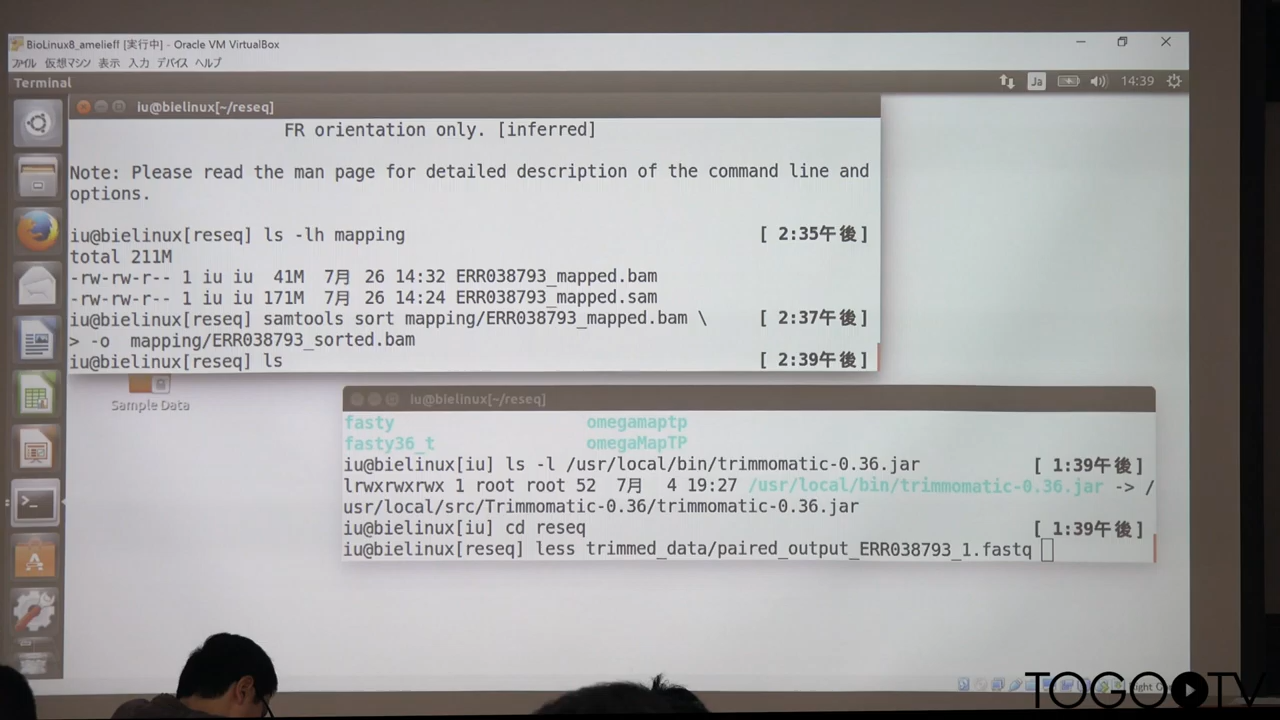 BioLinux8_amelieff [実行中] - Oracle VM VirtualBox
ファイル 仮想マシン 表示 入力 デバイス ヘルプ
Terminal
Ja
14:39
iu@bielinux[~/reseq]
FR orientation only. [inferred]
Note: Please read the man page for detailed description of the command line and
options.
iu@bielinux[reseq] ls -lh mapping [ 2:35午後]
total 211M
-rw-rw-r-- 1 iu iu 41M 7月 26 14:32 ERR038793_mapped.bam
-rw-rw-r-- 1 iu iu 171M 7月 26 14:24 ERR038793_mapped.sam
iu@bielinux[reseq] samtools sort mapping/ERR038793_mapped.bam \ [ 2:37午後]
> -o mapping/ERR038793_sorted.bam
iu@bielinux[reseq] ls [ 2:39午後]
Sample Data
iu@bielinux[~/reseq]
fasty omegamaptp
fasty36_t omegaMapTP
iu@bielinux[iu] ls -l /usr/local/bin/trimmomatic-0.36.jar [ 1:39午後]
lrwxrwxrwx 1 root root 52 7月 4 19:27 /usr/local/bin/trimmomatic-0.36.jar -> /
usr/local/src/Trimmomatic-0.36/trimmomatic-0.36.jar
iu@bielinux[iu] cd reseq [ 1:39午後]
iu@bielinux[reseq] less trimmed_data/paired_output_ERR038793_1.fastq
TOGO TV